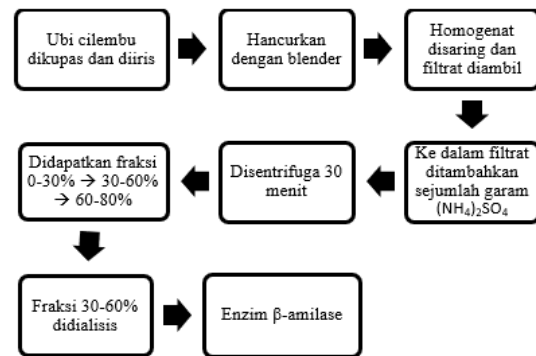 Ubi cilembu
dikupas dan diiris
Hancurkan
dengan blender
Homogenat
disaring dan
filtrat diambil
Ke dalam filtrat
ditambahkan
sejumlah garam
(NH₄)₂SO₄
Disentrifuga 30
menit
Didapatkan fraksi
0-30% → 30-60%
→ 60-80%
Fraksi 30-60%
didialisis
Enzim β-amilase